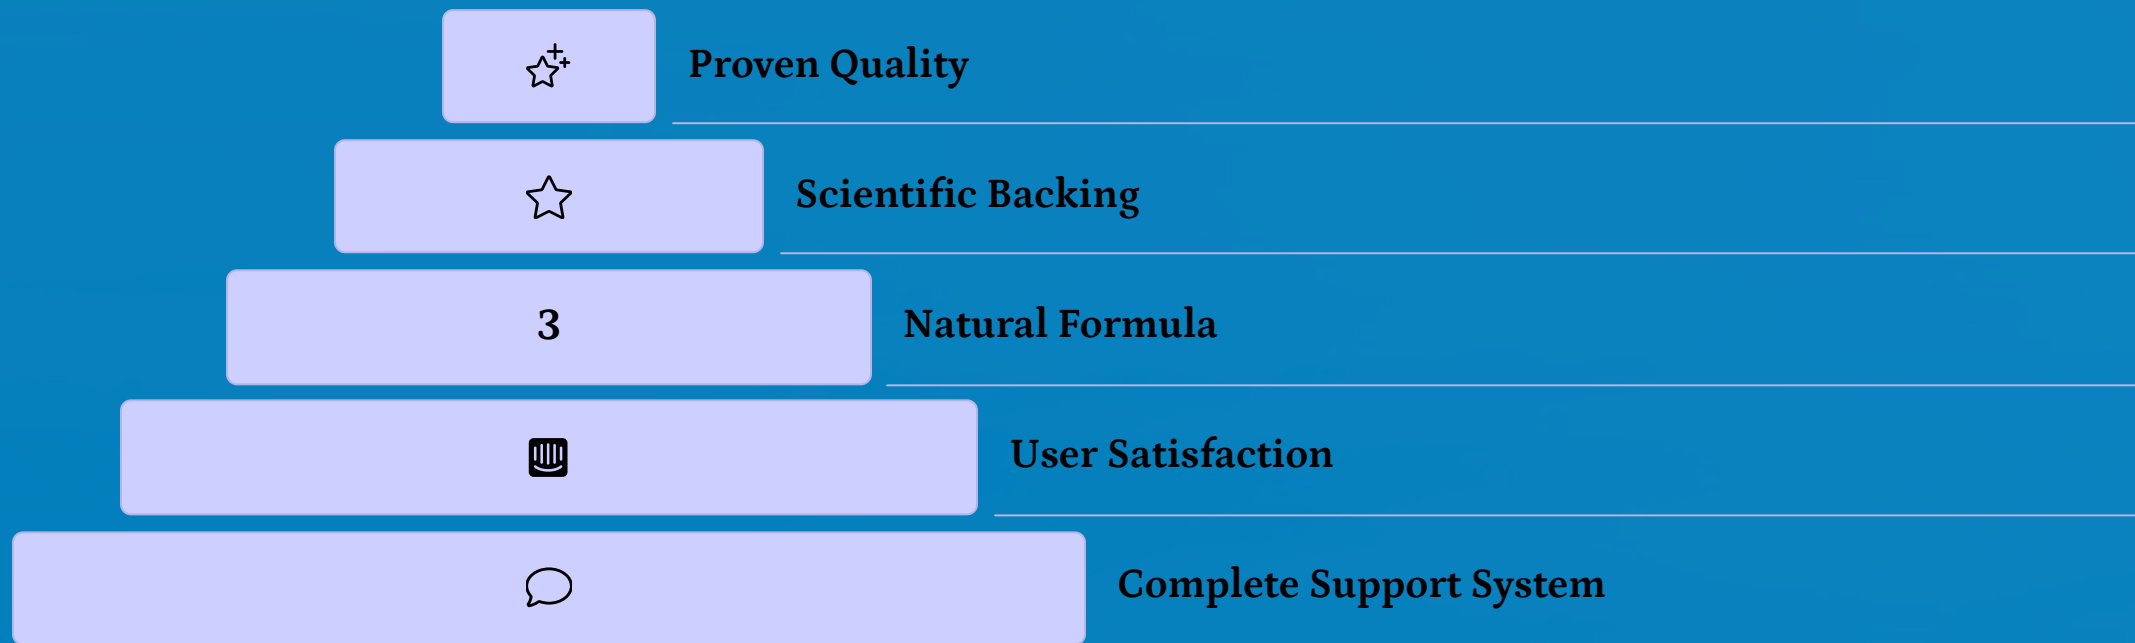 Proven Quality
Scientific Backing
3
Natural Formula
User Satisfaction
Complete Support System